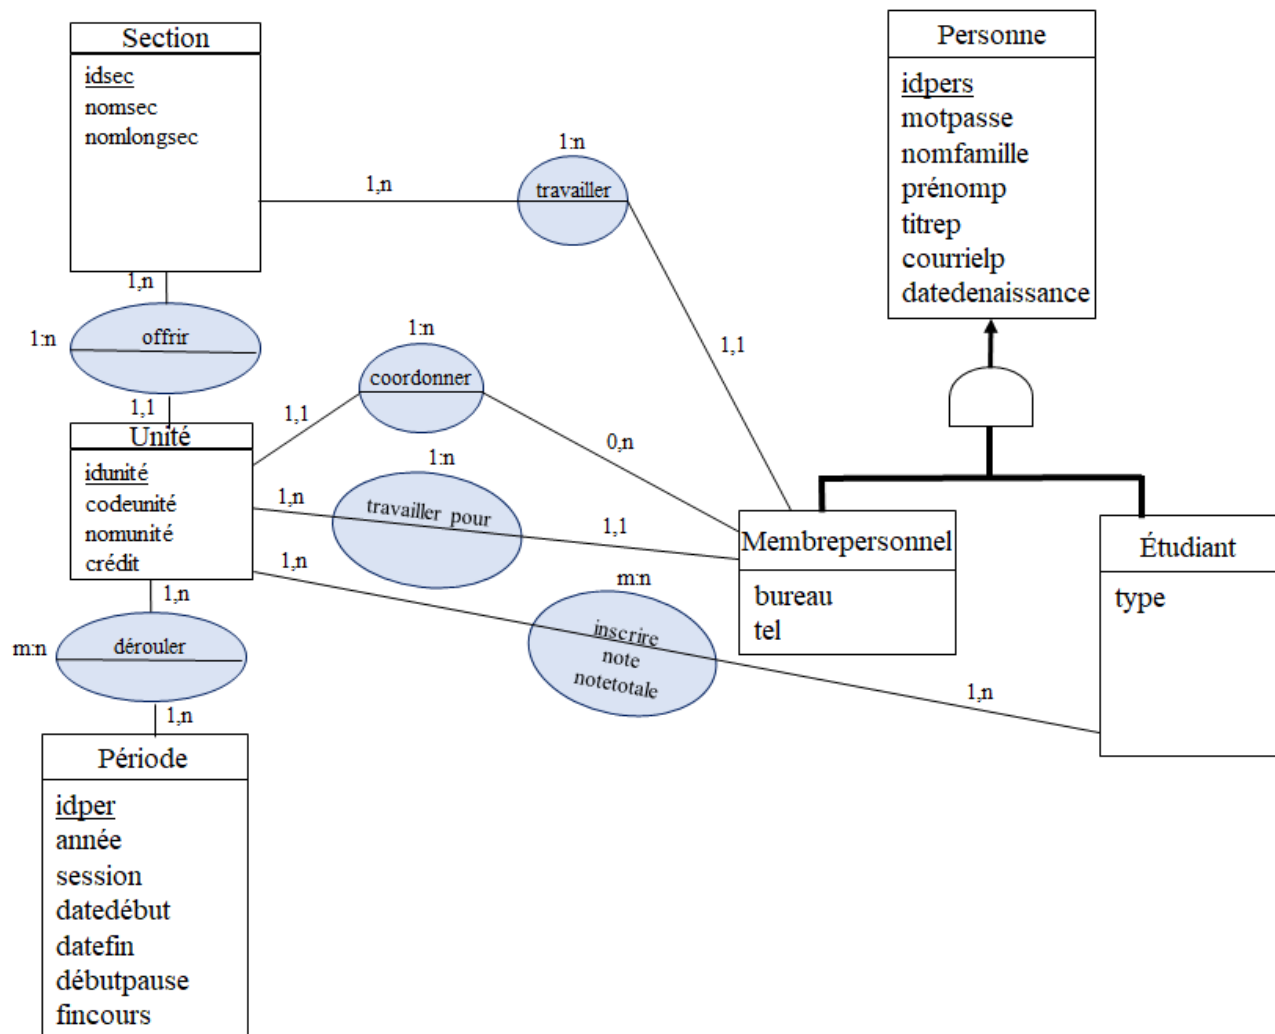 Section
idsec
nomsec
nomlongsec
Personne
idpers
motpasse
nomfamille
prénomp
titrep
courrielp
datedenaissance
1:n
travailler
1,n
1,1
1,n
1:n
offrir
1,1
1:n
coordonner
1,1
0,n
Unité
idunité
codeunité
nomunité
crédit
1:n
travailler pour
1,n
1,1
Membrepersonnel
bureau
tel
Étudiant
type
1,n
m:n
inscrire
note
notetotale
1,n
1,n
m:n
dérouler
1,n
Période
idper
année
session
datedébut
datefin
débutpause
fincours